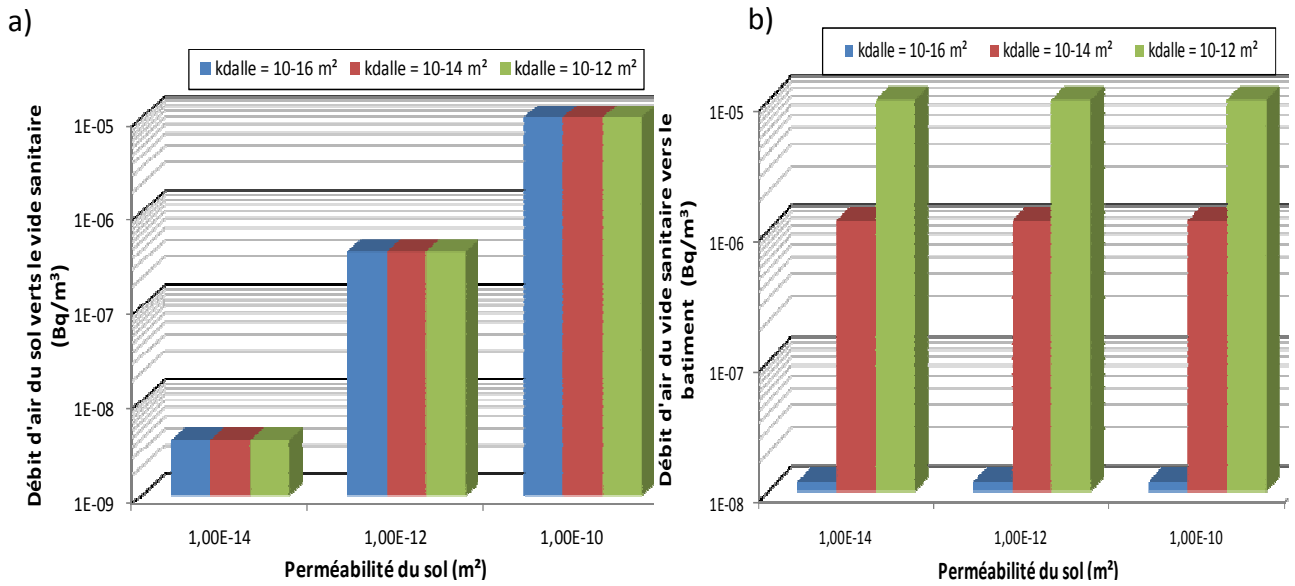 a)
kdalle = 10-16 m² kdalle = 10-14 m² kdalle = 10-12 m²
Débit d'air du sol verts le vide sanitaire
(Bq/m³)
1E-05
1E-06
1E-07
1E-08
1E-09
1,00E-14 1,00E-12 1,00E-10
Perméabilité du sol (m²)
b)
kdalle = 10-16 m² kdalle = 10-14 m² kdalle = 10-12 m²
Débit d'air du vide sanitaire vers le
batiment (Bq/m³)
1E-05
1E-06
1E-07
1E-08
1,00E-14 1,00E-12 1,00E-10
Perméabilité du sol (m²)